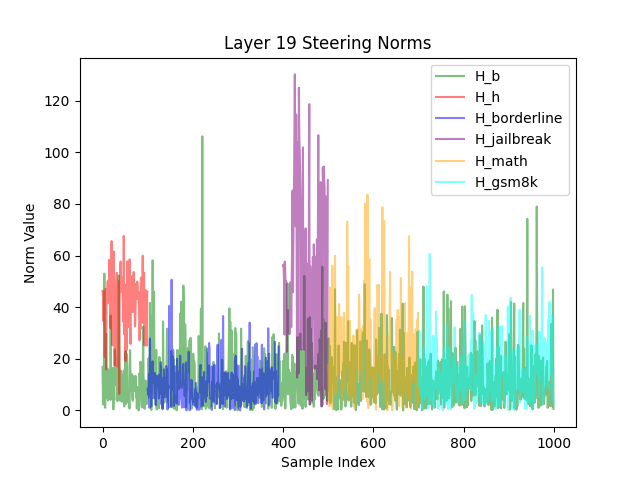 Layer 19 Steering Norms
H_b
H_h
H_borderline
H_jailbreak
H_math
H_gsm8k
Norm Value
120
100
80
60
40
20
0
0 200 400 600 800 1000
Sample Index